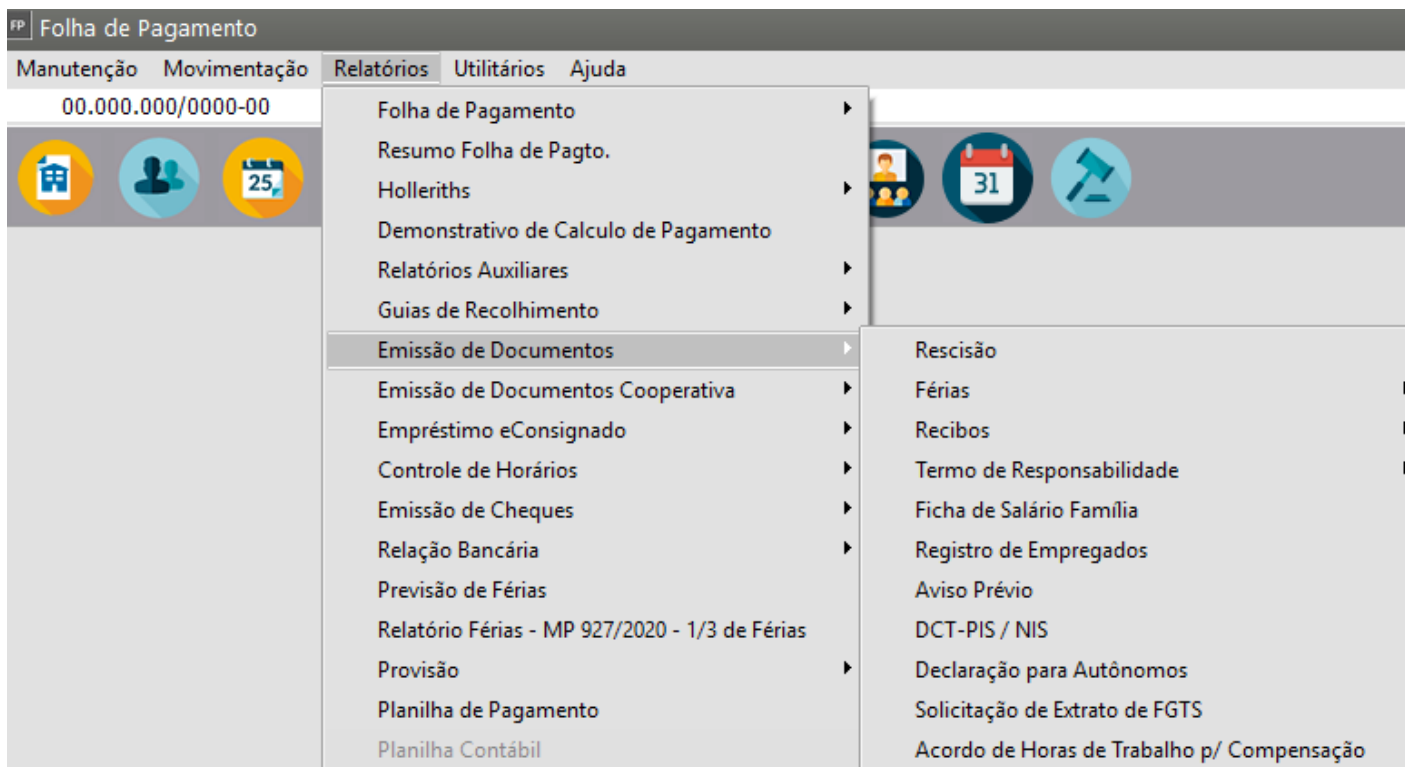 FP Folha de Pagamento
Manutenção Movimentação Relatórios Utilitários Ajuda
00.000.000/0000-00
25
31
Folha de Pagamento
Resumo Folha de Pagto.
Holleriths
Demonstrativo de Calculo de Pagamento
Relatórios Auxiliares
Guias de Recolhimento
Emissão de Documentos
Emissão de Documentos Cooperativa
Empréstimo eConsignado
Controle de Horários
Emissão de Cheques
Relação Bancária
Previsão de Férias
Relatório Férias - MP 927/2020 - 1/3 de Férias
Provisão
Planilha de Pagamento
Planilha Contábil
Rescisão
Férias
Recibos
Termo de Responsabilidade
Ficha de Salário Família
Registro de Empregados
Aviso Prévio
DCT-PIS / NIS
Declaração para Autônomos
Solicitação de Extrato de FGTS
Acordo de Horas de Trabalho p/ Compensação